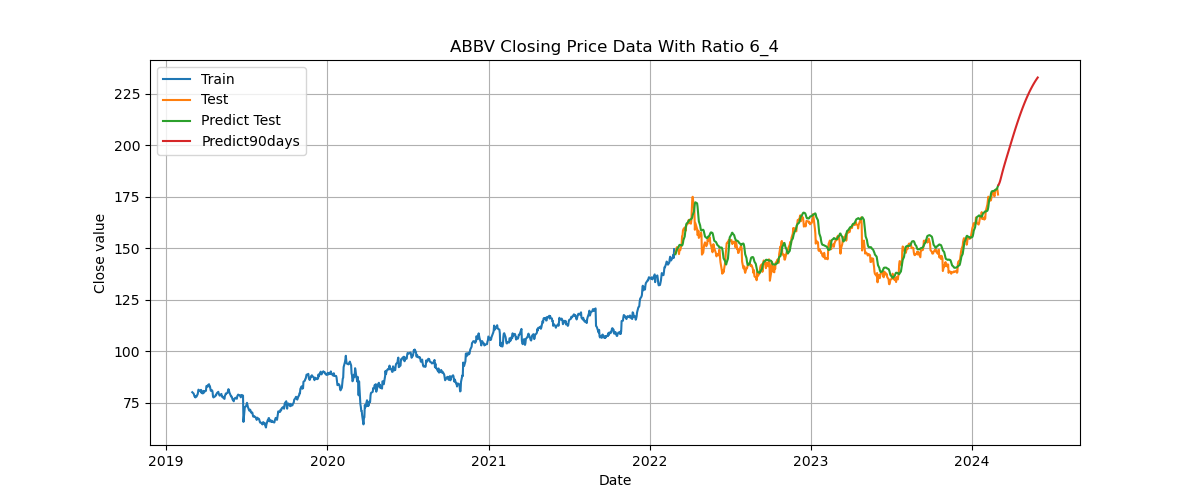 ABBV Closing Price Data With Ratio 6_4
Train
Test
Predict Test
Predict90days
Close value
225
200
175
150
125
100
75
2019 2020 2021 2022 2023 2024
Date